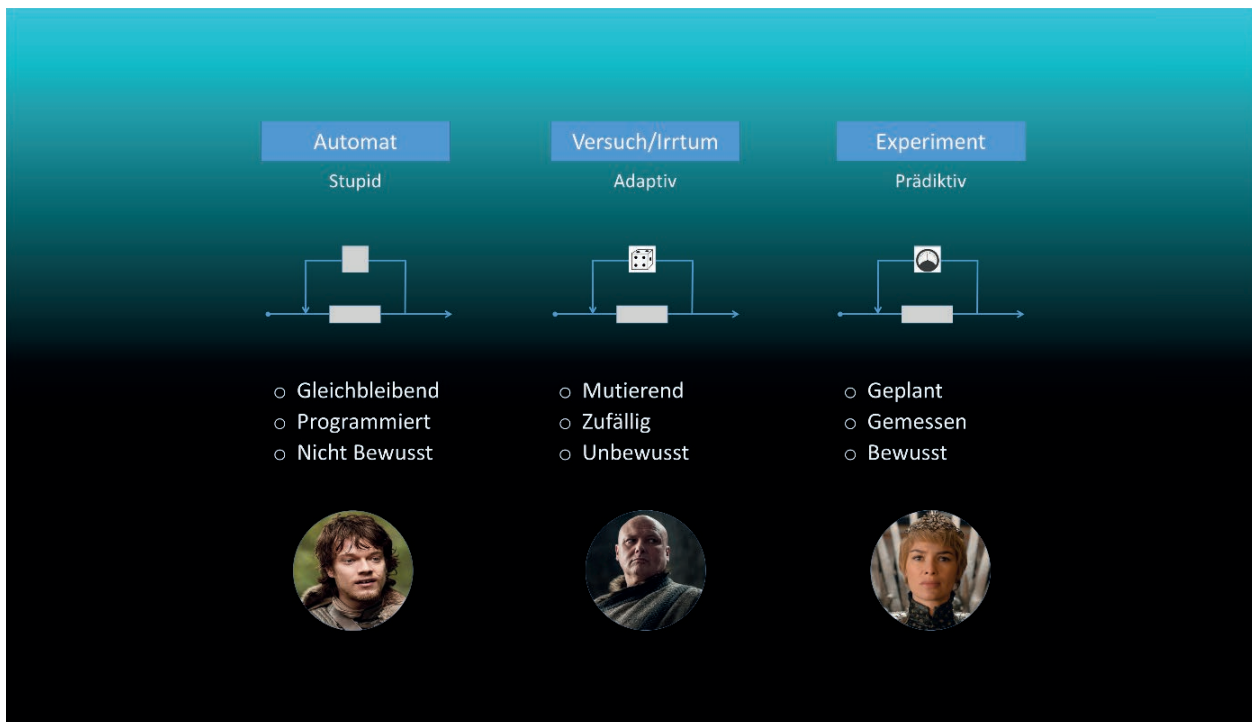 Automat
Stupid
○ Gleichbleibend
○ Programmiert
○ Nicht Bewusst
Versuch/Irrtum
Adaptiv
○ Mutierend
○ Zufällig
○ Unbewusst
Experiment
Prädiktiv
○ Geplant
○ Gemessen
○ Bewusst